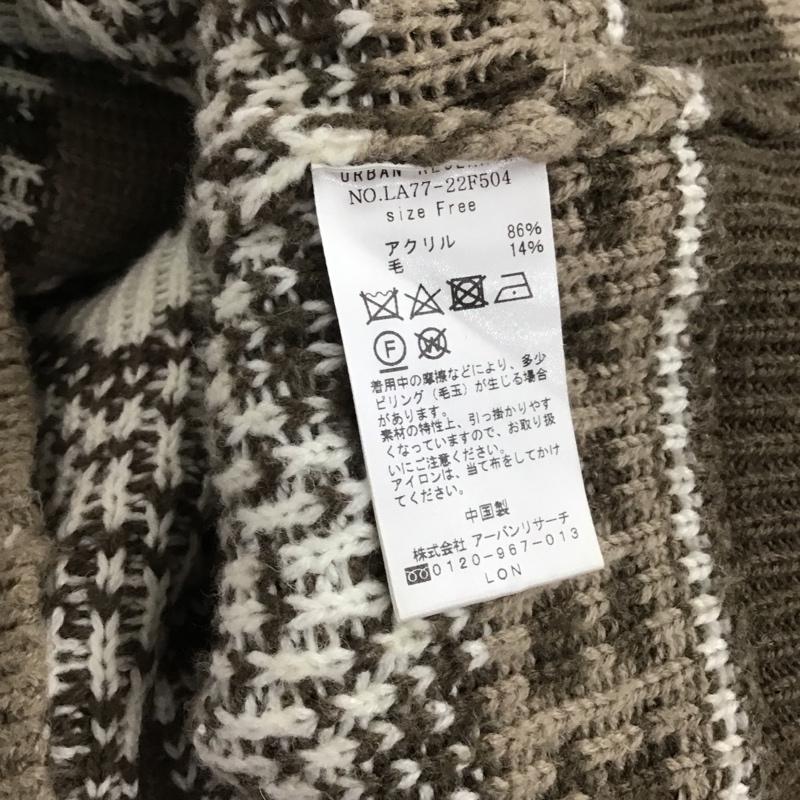 URBAN RESEARCH
NO.LA77-22F504
size Free
アクリル 86%
毛 14%
F W
着用中の摩擦などにより、多少
ピリング（毛玉）が生じる場合
があります。
素材の特性上、引っ掛かりやす
くなっていますので、お取り扱
いにご注意ください。
アイロンは、当て布をしてかけ
てください。
中国製
株式会社 アーバンリサーチ
0120-967-013
LON